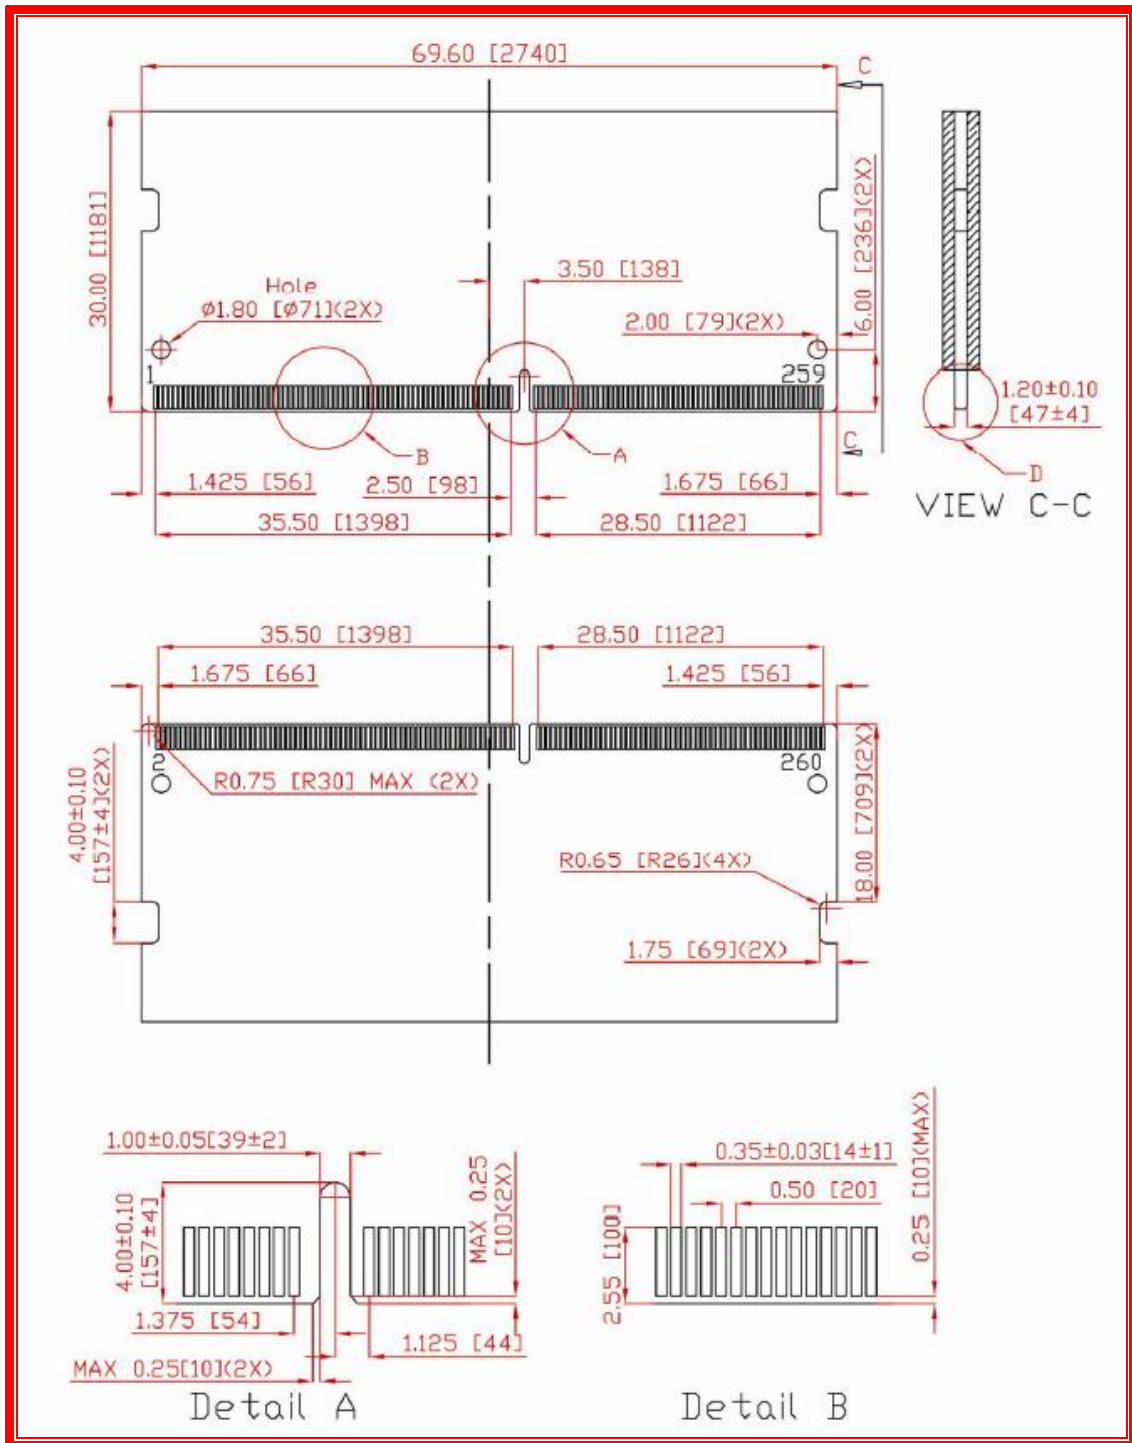 69.60 [2740]
C
30.00 [1181]
6.00 [236](2X)
3.50 [138]
Hole
Ø1.80 [Ø71](2X)
2.00 [79](2X)
1
259
1.20±0.10
[47±4]
B
A
C
D
1.425 [56]
2.50 [98]
1.675 [66]
VIEW C-C
35.50 [1398]
28.50 [1122]
35.50 [1398]
28.50 [1122]
1.675 [66]
1.425 [56]
2
260
R0.75 [R30] MAX (2X)
4.00±0.10
[157±4](2X)
18.00 [709](2X)
R0.65 [R26](4X)
1.75 [69](2X)
1.00±0.05[39±2]
4.00±0.10
[157±4]
MAX 0.25
[10](2X)
1.375 [54]
1.125 [44]
MAX 0.25[10](2X)
Detail A
0.35±0.03[14±1]
0.50 [20]
2.55 [100]
0.25 [10](MAX)
Detail B